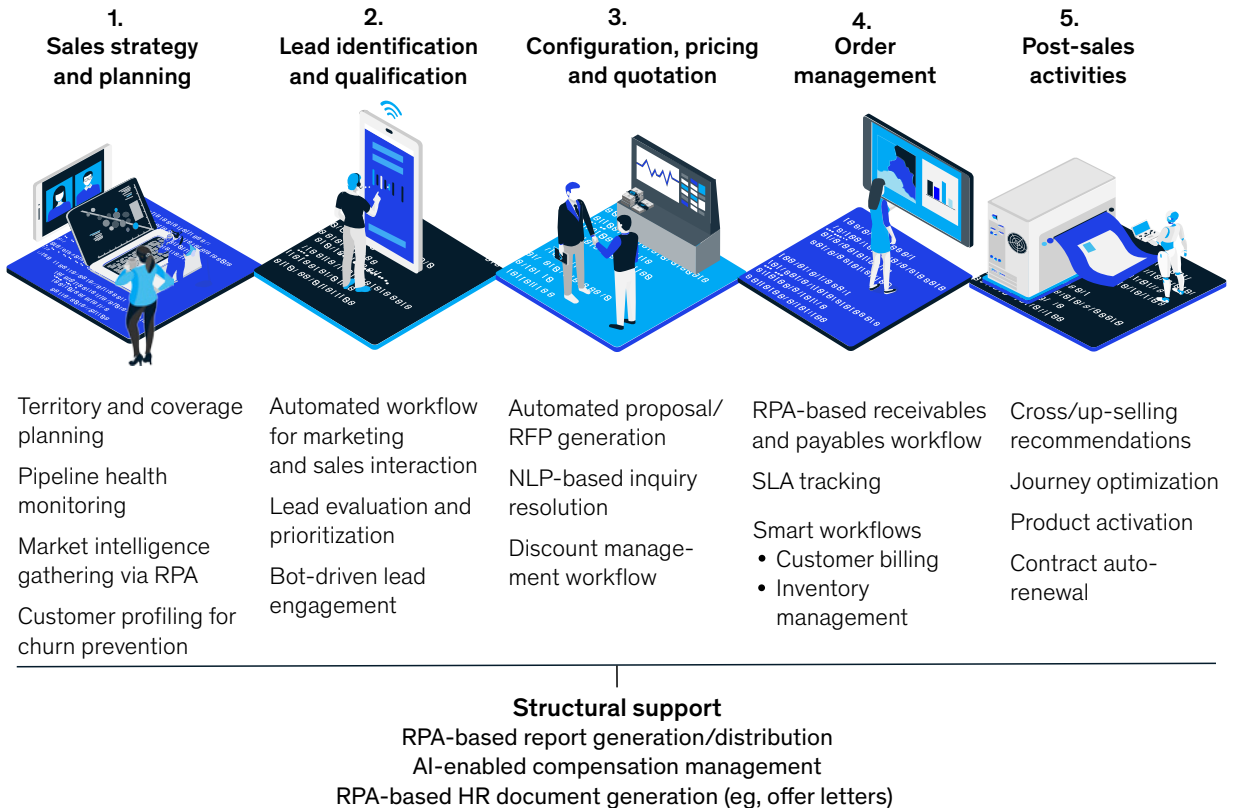 1.
Sales strategy
and planning
2.
Lead identification
and qualification
3.
Configuration, pricing
and quotation
4.
Order
management
5.
Post-sales
activities
Territory and coverage
planning
Pipeline health
monitoring
Market intelligence
gathering via RPA
Customer profiling for
churn prevention
Automated workflow
for marketing
and sales interaction
Lead evaluation and
prioritization
Bot-driven lead
engagement
Automated proposal/
RFP generation
NLP-based inquiry
resolution
Discount manage-
ment workflow
RPA-based receivables
and payables workflow
SLA tracking
Smart workflows
• Customer billing
• Inventory
management
Cross/up-selling
recommendations
Journey optimization
Product activation
Contract auto-
renewal
Structural support
RPA-based report generation/distribution
AI-enabled compensation management
RPA-based HR document generation (eg, offer letters)